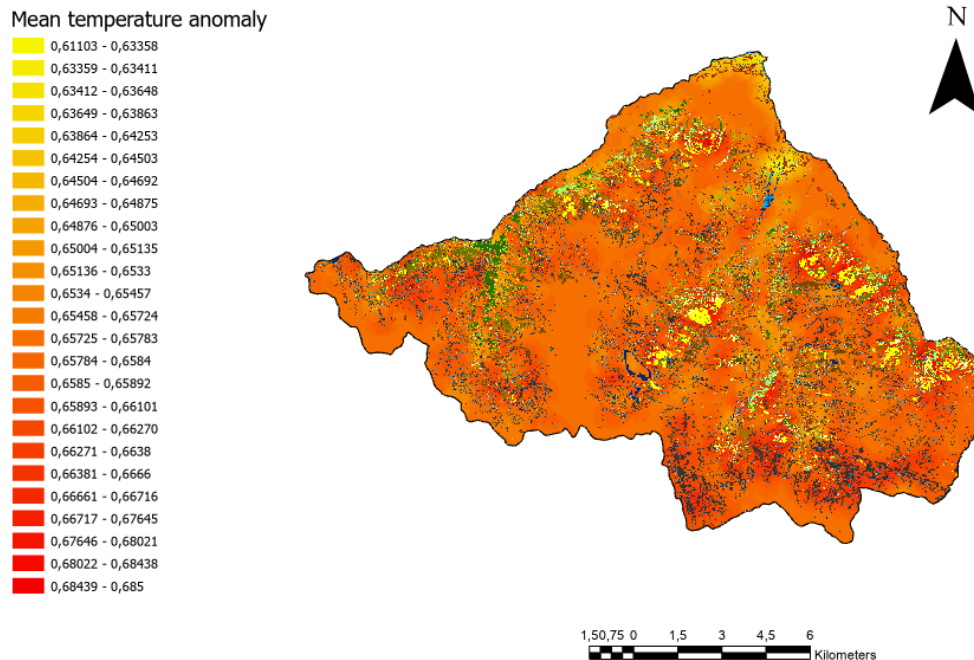 Mean temperature anomaly
0,61103 - 0,63358
0,63359 - 0,63411
0,63412 - 0,63648
0,63649 - 0,63863
0,63864 - 0,64253
0,64254 - 0,64503
0,64504 - 0,64692
0,64693 - 0,64875
0,64876 - 0,65003
0,65004 - 0,65135
0,65136 - 0,6533
0,6534 - 0,65457
0,65458 - 0,65724
0,65725 - 0,65783
0,65784 - 0,6584
0,6585 - 0,65892
0,65893 - 0,66101
0,66102 - 0,66270
0,66271 - 0,6638
0,66381 - 0,6666
0,66661 - 0,66716
0,66717 - 0,67645
0,67646 - 0,68021
0,68022 - 0,68438
0,68439 - 0,685
N
1,50,75 0 1,5 3 4,5 6
Kilometers